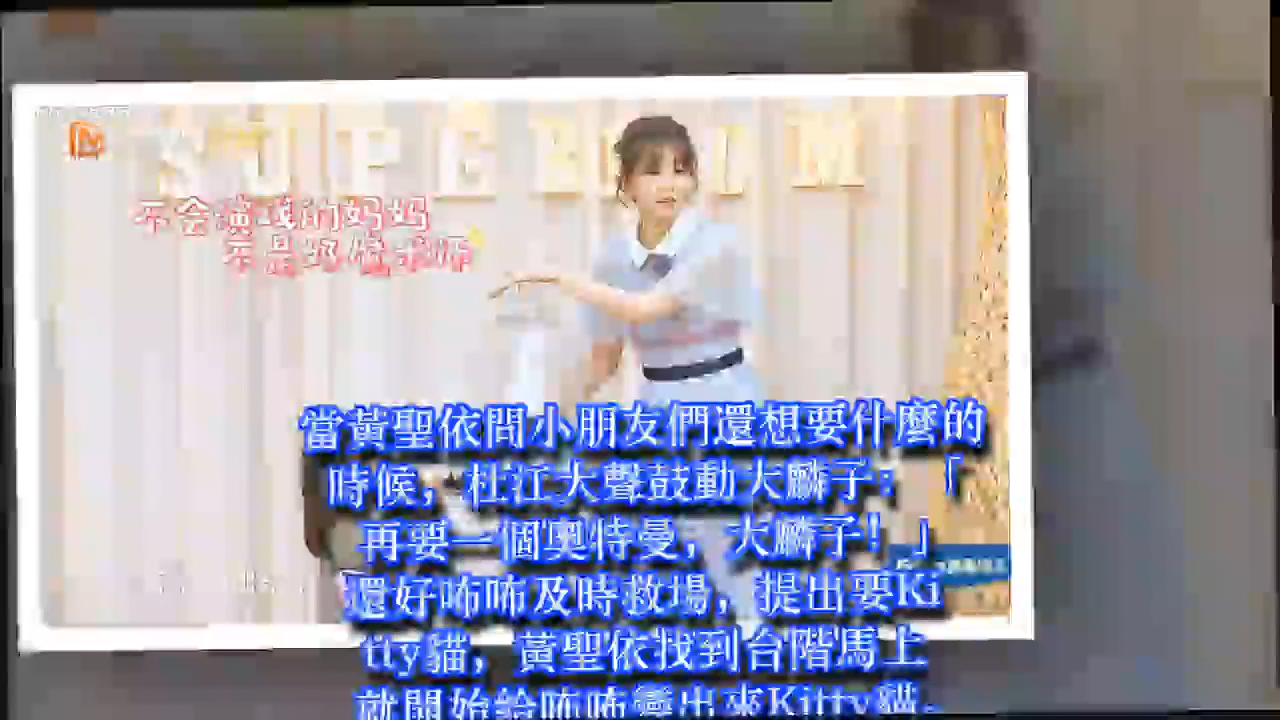 SUPERMOM
不会演戏的妈妈
不是好魔术师
當黃聖依問小朋友們還想要什麼的
時候，杜江大聲鼓動大麟子：「
再要一個奧特曼，大麟子！」
還好咘咘及時救場，提出要Ki
tty貓，黃聖依找到台階馬上
就開始給咘咘變出來Kitty貓。